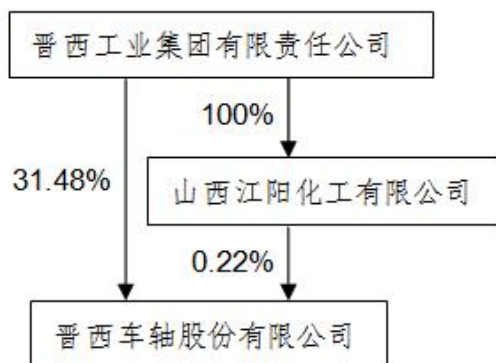 晋西工业集团有限责任公司
100%
31.48%
山西江阳化工有限公司
0.22%
晋西车轴股份有限公司